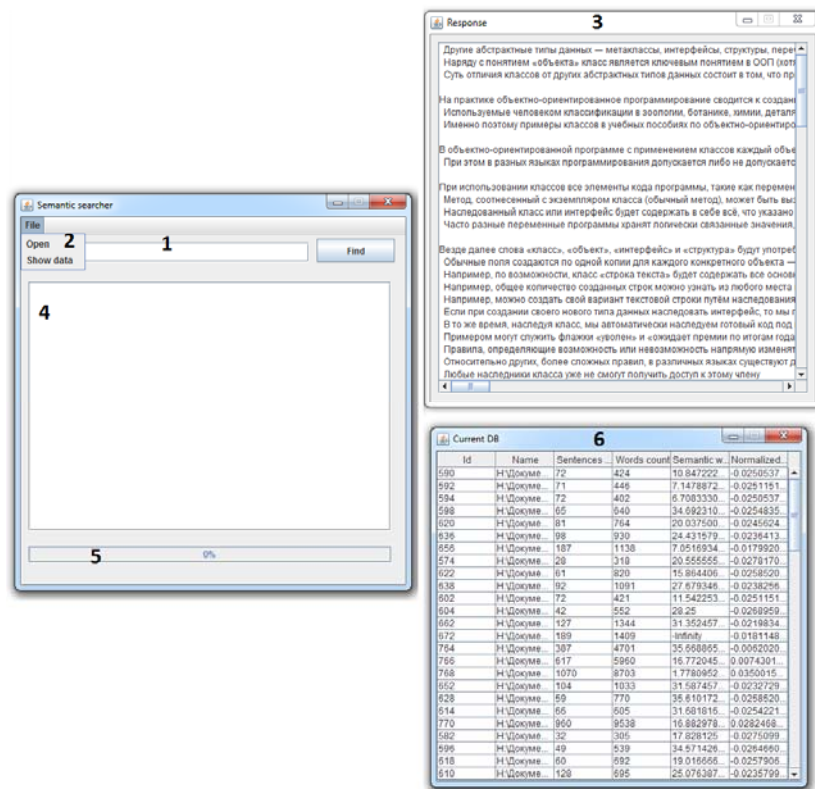 Response
3
Другие абстрактные типы данных — метаклассы, интерфейсы, структуры,
Наряду с понятием «объекта» класс является ключевым понятием в ООП
Суть отличия классов от других абстрактных типов данных состоит в том, что
На практике объектно-ориентированное программирование сводится к
Используемые человеком классификации в зоологии, ботанике, химии,
Именно поэтому примеры классов в учебных пособиях по
В объектно-ориентированной программе с применением классов каждый
При этом в разных языках программирования допускается либо не допускается
При использовании классов все элементы кода программы, такие как
Метод, соотнесенный с экземпляром класса (обычный метод), может быть
Наследованный класс или интерфейс будет содержать в себе всё, что указано
Часто разные переменные программы хранят логически связанные значения,
Везде далее слова «класс», «объект», «интерфейс» и «структура» будут
Обычные поля создаются по одной копии для каждого конкретного объекта —
Например, по возможности, класс «строка текста» будет содержать все
Например, общее количество созданных строк можно узнать из любого места
Например, можно создать свой вариант текстовой строки путём наследования
Если при создании своего нового типа данных наследовать интерфейс, то мы
В то же время, наследуя класс, мы автоматически наследуем готовый код под
Примером могут служить флажки «уволен» и «ожидает премии по итогам года
Правила, определяющие возможность или невозможность напрямую
Относительно других, более сложных правил, в различных языках существуют
Любые наследники класса уже не смогут получить доступ к этому члену
Semantic searcher
File
Open
Show data
2
1
Find
4
5
0%
Current DB
6
Id Name Sentences ... Words count Semantic w... Normalized...
590 H:\Докуме... 72 424 10.847222... -0.0250537...
592 H:\Докуме... 71 446 7.1478872... -0.0251151...
594 H:\Докуме... 72 402 6.7083330... -0.0250537...
598 H:\Докуме... 65 640 34.692310... -0.0254835...
620 H:\Докуме... 81 764 20.037500... -0.0245624...
636 H:\Докуме... 98 930 24.431579... -0.0236413...
656 H:\Докуме... 187 1138 7.0516934... -0.0179920...
574 H:\Докуме... 28 318 20.555555... -0.0278170...
622 H:\Докуме... 61 820 15.864406... -0.0258520...
638 H:\Докуме... 92 1091 27.679346... -0.0238256...
602 H:\Докуме... 72 421 11.542253... -0.0251151...
604 H:\Докуме... 42 552 28.25 -0.0268959...
662 H:\Докуме... 127 1344 31.352457... -0.0219834...
672 H:\Докуме... 189 1409 -Infinity -0.0181148...
764 H:\Докуме... 387 4701 35.668865... -0.0062020...
766 H:\Докуме... 617 5960 16.772045... 0.0074301...
768 H:\Докуме... 1070 8703 1.7780952... 0.0350015...
652 H:\Докуме... 104 1033 31.587457... -0.0232729...
628 H:\Докуме... 59 770 35.610172... -0.0258520...
614 H:\Докуме... 66 605 31.681816... -0.0254221...
770 H:\Докуме... 960 9538 16.882978... 0.0282468...
582 H:\Докуме... 32 305 17.828125 -0.0275099...
596 H:\Докуме... 49 539 34.571426... -0.0264660...
618 H:\Докуме... 60 692 19.016666... -0.0257906...
610 H:\Докуме... 128 695 25.076387... -0.0235799...